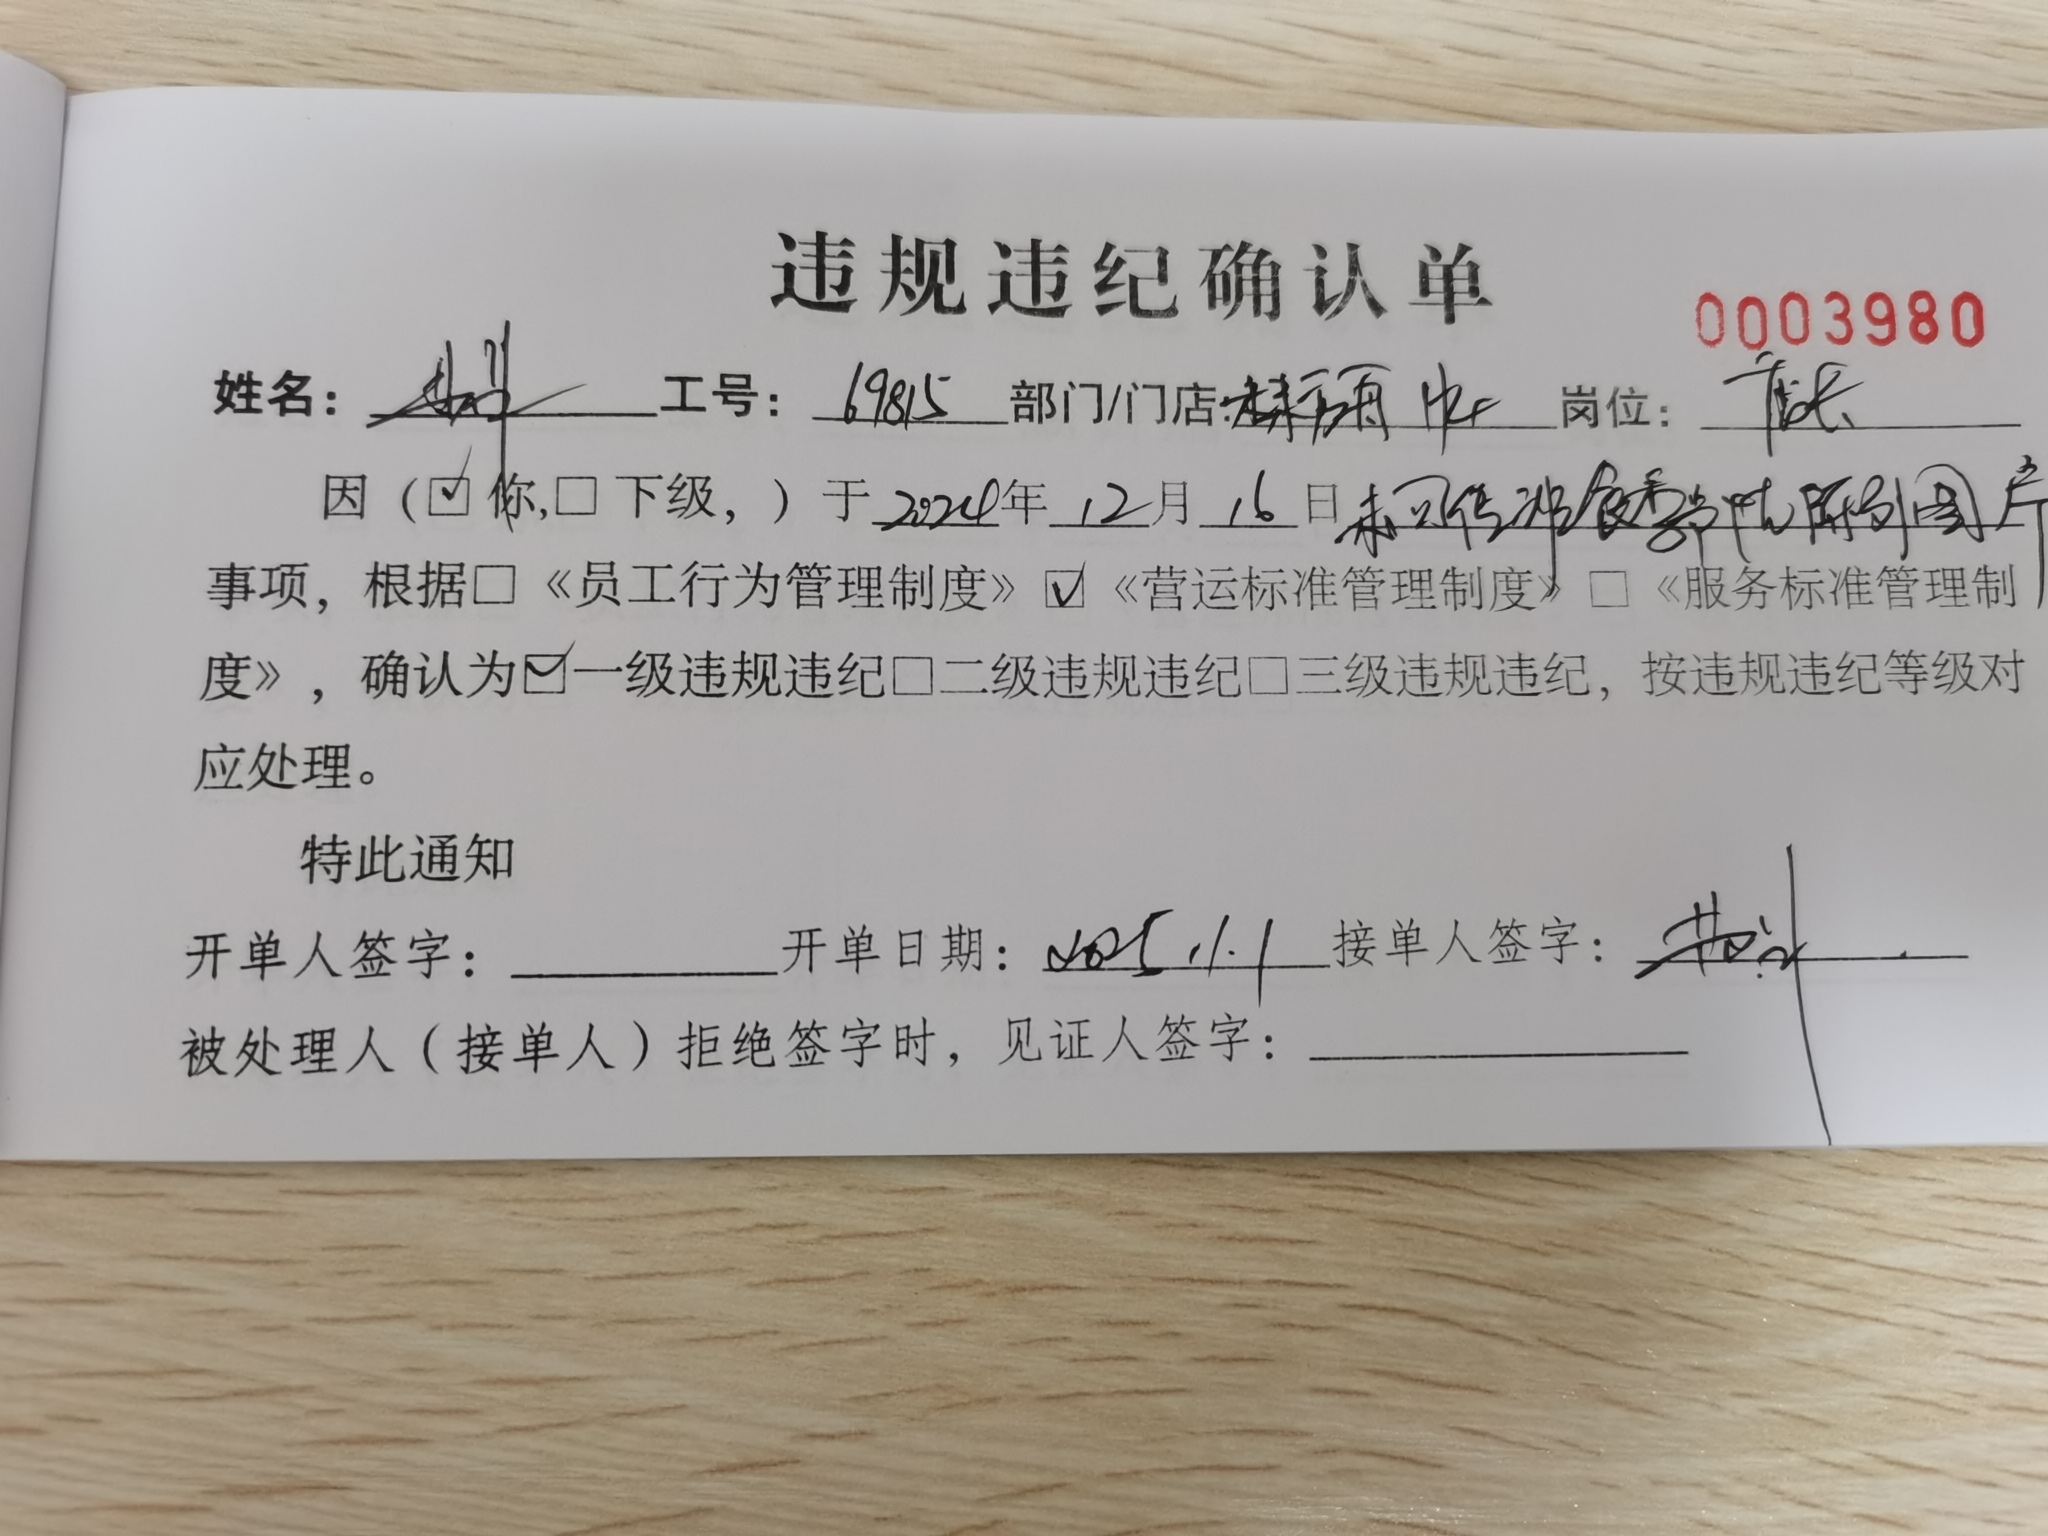 违规违纪确认单
0003980
姓名： 工号：69815 部门/门店： 岗位：店长
因（☑你,□下级，）于2024年12月16日
事项，根据□《员工行为管理制度》☑《营运标准管理制度》□《服务标准管理制
度》，确认为☑一级违规违纪□二级违规违纪□三级违规违纪，按违规违纪等级对
应处理。
特此通知
开单人签字： 开单日期：2025.1.1 接单人签字：
被处理人（接单人）拒绝签字时，见证人签字：